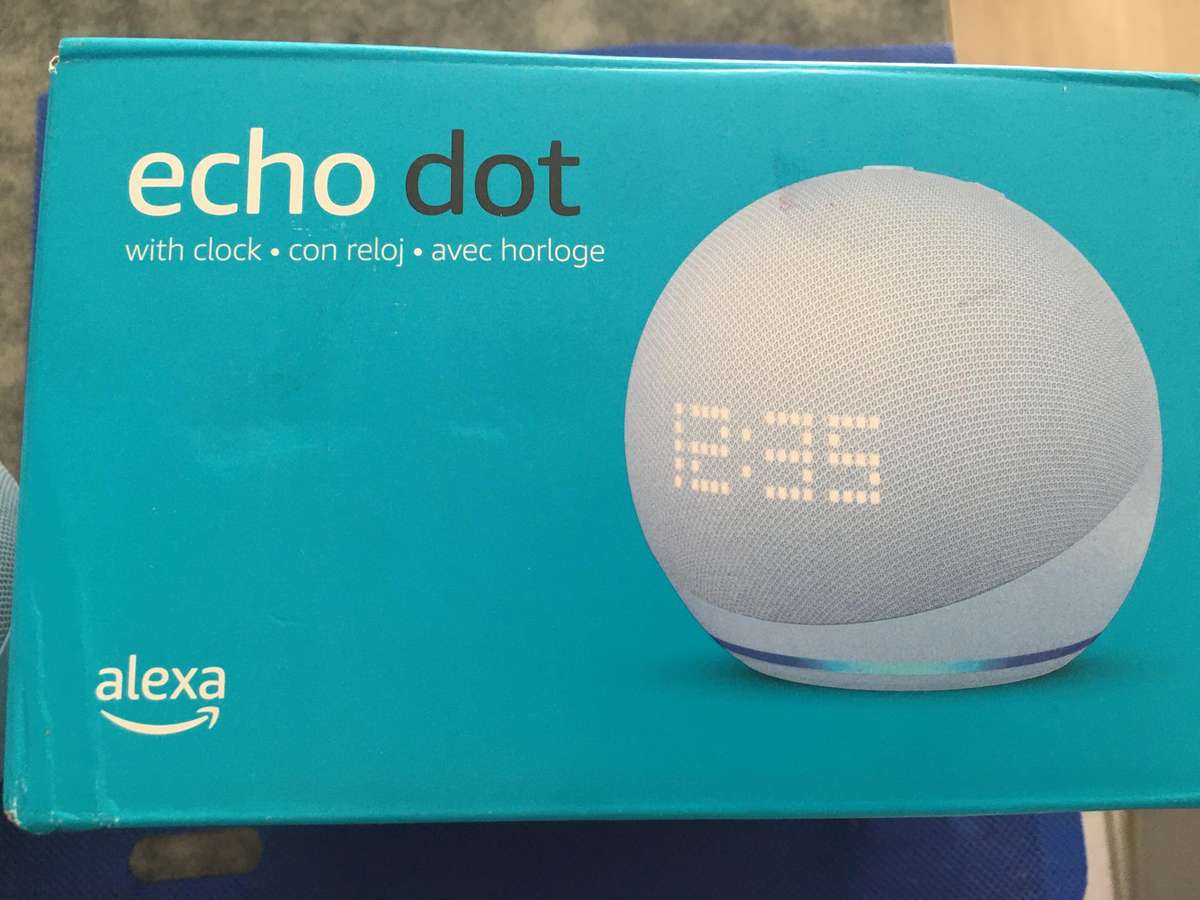 echo dot
with clock • con reloj • avec horloge
12:35
alexa